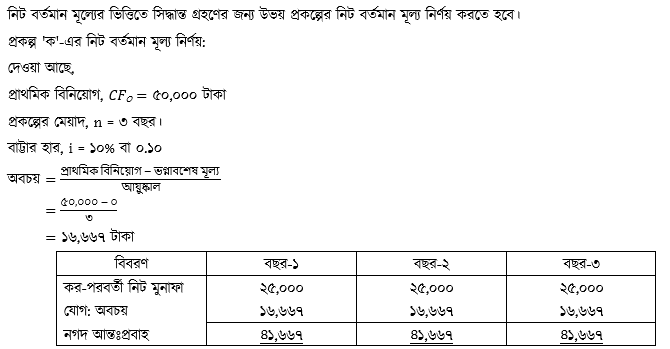 নিট বর্তমান মূল্যের ভিত্তিতে সিদ্ধান্ত গ্রহণের জন্য উভয় প্রকল্পের নিট বর্তমান মূল্য নির্ণয় করতে হবে।
প্রকল্প 'ক'-এর নিট বর্তমান মূল্য নির্ণয়:
দেওয়া আছে,
প্রাথমিক বিনিয়োগ, CFₒ = ৫০,০০০ টাকা
প্রকল্পের মেয়াদ, n = ৩ বছর।
বাট্টার হার, i = ১০% বা ০.১০
অবচয় = প্রাথমিক বিনিয়োগ − ভগ্নাবশেষ মূল্য / আয়ুষ্কাল
= ৫০,০০০ − ০ / ৩
= ১৬,৬৬৭ টাকা
বিবরণ বছর-১ বছর-২ বছর-৩
কর-পরবর্তী নিট মুনাফা ২৫,০০০ ২৫,০০০ ২৫,০০০
যোগ: অবচয় ১৬,৬৬৭ ১৬,৬৬৭ ১৬,৬৬৭
নগদ আন্তঃপ্রবাহ ৪১,৬৬৭ ৪১,৬৬৭ ৪১,৬৬৭